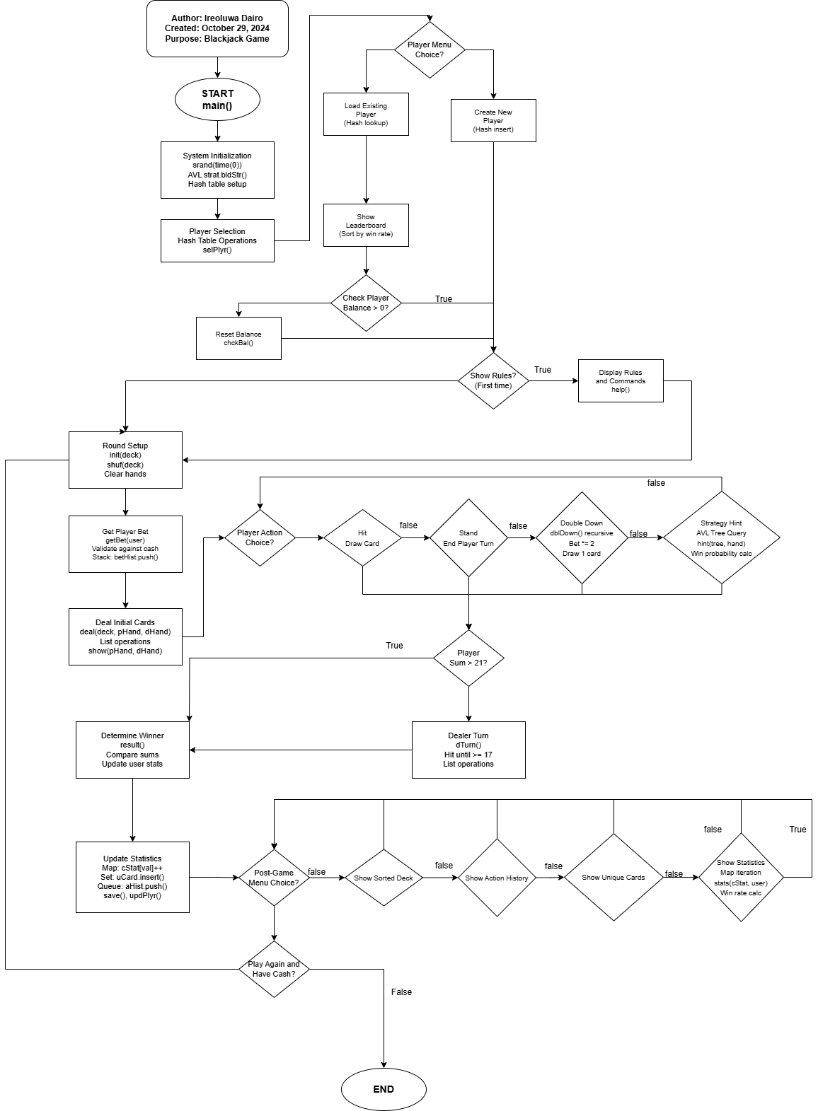 Author: Ireoluwa Dairo
Created: October 29, 2024
Purpose: Blackjack Game
START
main()
System Initialization
srand(time(0))
AVL strat.bldStr()
Hash table setup
Player Selection
Hash Table Operations
selPlyr()
Player Menu
Choice?
Load Existing
Player
(Hash lookup)
Create New
Player
(Hash insert)
Show
Leaderboard
(Sort by win rate)
Check Player
Balance > 0?
True
Reset Balance
chckBal()
Show Rules?
(First time)
True
Display Rules
and Commands
help()
Round Setup
init(deck)
shuf(deck)
Clear hands
Get Player Bet
getBet(user)
Validate against cash
Stack: betHist.push()
Deal Initial Cards
deal(deck, pHand, dHand)
List operations
show(pHand, dHand)
Player Action
Choice?
Hit
Draw Card
false
Stand
End Player Turn
false
Double Down
dblDown() recursive
Bet *= 2
Draw 1 card
false
Strategy Hint
AVL Tree Query
hint(tree, hand)
Win probability calc
false
Player
Sum > 21?
True
Dealer Turn
dTurn()
Hit until >= 17
List operations
Determine Winner
result()
Compare sums
Update user stats
Update Statistics
Map: cStat[val]++
Set: uCard.insert()
Queue: aHist.push()
save(), updPlyr()
Post-Game
Menu Choice?
false
Show Sorted Deck
false
Show Action History
false
Show Unique Cards
false
Show Statistics
Map iteration
stats(cStat, user)
Win rate calc
false
True
Play Again and
Have Cash?
False
END